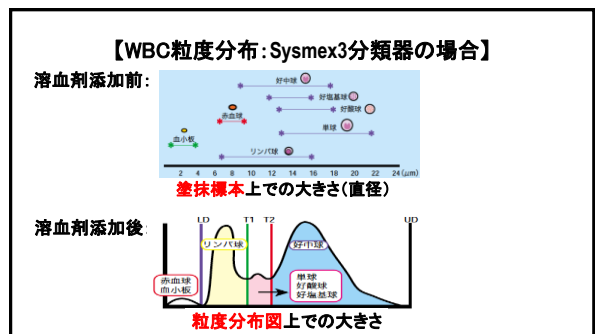 【WBC粒度分布:Sysmex3分類器の場合】
溶血剤添加前:
好中球
好塩基球
好酸球
赤血球
単球
血小板
リンパ球
2 4 6 8 10 12 14 16 18 20 22 24(μm)
塗抹標本上での大きさ(直径)
溶血剤添加後:
LD T1 T2 UD
リンパ球 好中球
赤血球
血小板
単球
好酸球
好塩基球
粒度分布図上での大きさ